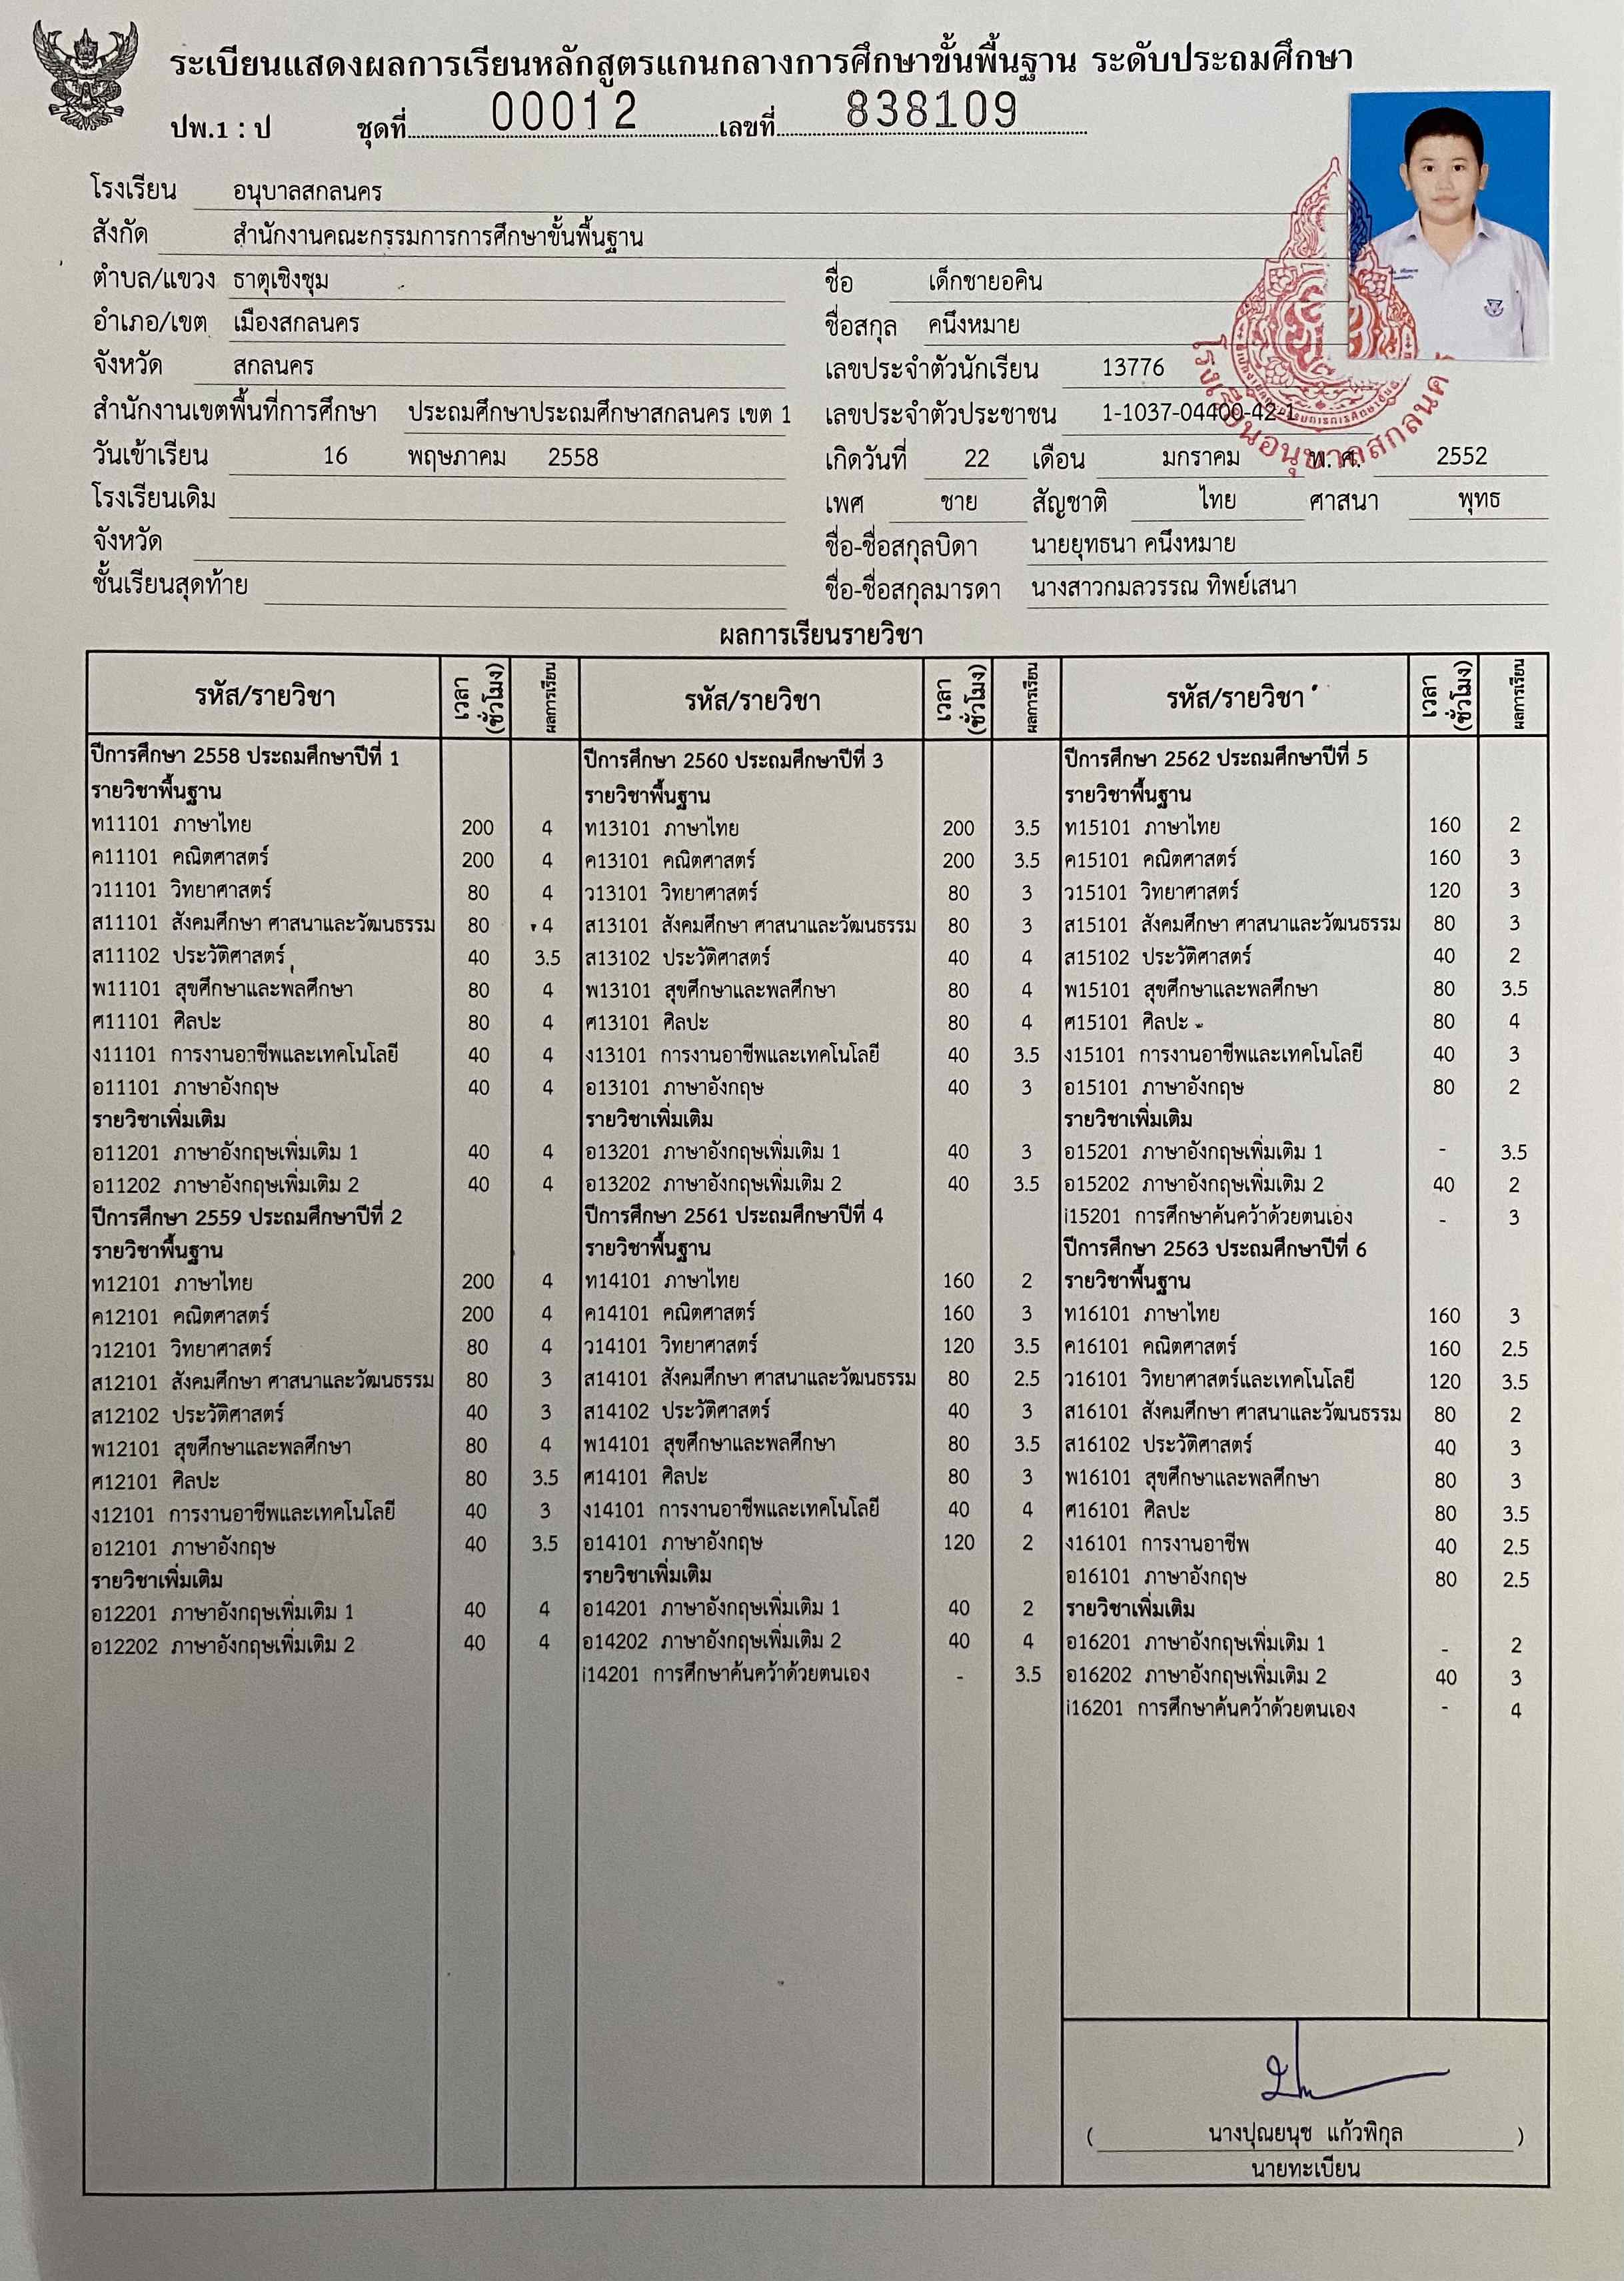 ระเบียนแสดงผลการเรียนหลักสูตรแกนกลางการศึกษาขั้นพื้นฐาน ระดับประถมศึกษา
ปพ.1 : ป ชุดที่ 00012 เลขที่ 838109
โรงเรียน อนุบาลสกลนคร
สังกัด สำนักงานคณะกรรมการการศึกษาขั้นพื้นฐาน
ตำบล/แขวง ธาตุเชิงชุม
อำเภอ/เขต เมืองสกลนคร
จังหวัด สกลนคร
สำนักงานเขตพื้นที่การศึกษา ประถมศึกษาประถมศึกษาสกลนคร เขต 1
วันเข้าเรียน 16 พฤษภาคม 2558
โรงเรียนเดิม
จังหวัด
ชั้นเรียนสุดท้าย
ชื่อ เด็กชายอคิน
ชื่อสกุล คนึงหมาย
เลขประจำตัวนักเรียน 13776
เลขประจำตัวประชาชน 1-1037-04400-42-1
เกิดวันที่ 22 เดือน มกราคม พ.ศ. 2552
เพศ ชาย สัญชาติ ไทย ศาสนา พุทธ
ชื่อ-ชื่อสกุลบิดา นายยุทธนา คนึงหมาย
ชื่อ-ชื่อสกุลมารดา นางสาวกมลวรรณ ทิพย์เสนา
โรงเรียนอนุบาลสกลนคร
ผลการเรียนรายวิชา
รหัส/รายวิชา เวลา (ชั่วโมง) ผลการเรียน
ปีการศึกษา 2558 ประถมศึกษาปีที่ 1
รายวิชาพื้นฐาน
ท11101 ภาษาไทย 200 4
ค11101 คณิตศาสตร์ 200 4
ว11101 วิทยาศาสตร์ 80 4
ส11101 สังคมศึกษา ศาสนาและวัฒนธรรม 80 4
ส11102 ประวัติศาสตร์ 40 3.5
พ11101 สุขศึกษาและพลศึกษา 80 4
ศ11101 ศิลปะ 80 4
ง11101 การงานอาชีพและเทคโนโลยี 40 4
อ11101 ภาษาอังกฤษ 40 4
รายวิชาเพิ่มเติม
อ11201 ภาษาอังกฤษเพิ่มเติม 1 40 4
อ11202 ภาษาอังกฤษเพิ่มเติม 2 40 4
ปีการศึกษา 2559 ประถมศึกษาปีที่ 2
รายวิชาพื้นฐาน
ท12101 ภาษาไทย 200 4
ค12101 คณิตศาสตร์ 200 4
ว12101 วิทยาศาสตร์ 80 4
ส12101 สังคมศึกษา ศาสนาและวัฒนธรรม 80 3
ส12102 ประวัติศาสตร์ 40 3
พ12101 สุขศึกษาและพลศึกษา 80 4
ศ12101 ศิลปะ 80 3.5
ง12101 การงานอาชีพและเทคโนโลยี 40 3
อ12101 ภาษาอังกฤษ 40 3.5
รายวิชาเพิ่มเติม
อ12201 ภาษาอังกฤษเพิ่มเติม 1 40 4
อ12202 ภาษาอังกฤษเพิ่มเติม 2 40 4
รหัส/รายวิชา เวลา (ชั่วโมง) ผลการเรียน
ปีการศึกษา 2560 ประถมศึกษาปีที่ 3
รายวิชาพื้นฐาน
ท13101 ภาษาไทย 200 3.5
ค13101 คณิตศาสตร์ 200 3.5
ว13101 วิทยาศาสตร์ 80 3
ส13101 สังคมศึกษา ศาสนาและวัฒนธรรม 80 3
ส13102 ประวัติศาสตร์ 40 4
พ13101 สุขศึกษาและพลศึกษา 80 4
ศ13101 ศิลปะ 80 4
ง13101 การงานอาชีพและเทคโนโลยี 40 3.5
อ13101 ภาษาอังกฤษ 40 3
รายวิชาเพิ่มเติม
อ13201 ภาษาอังกฤษเพิ่มเติม 1 40 3
อ13202 ภาษาอังกฤษเพิ่มเติม 2 40 3.5
ปีการศึกษา 2561 ประถมศึกษาปีที่ 4
รายวิชาพื้นฐาน
ท14101 ภาษาไทย 160 2
ค14101 คณิตศาสตร์ 160 3
ว14101 วิทยาศาสตร์ 120 3.5
ส14101 สังคมศึกษา ศาสนาและวัฒนธรรม 80 2.5
ส14102 ประวัติศาสตร์ 40 3
พ14101 สุขศึกษาและพลศึกษา 80 3.5
ศ14101 ศิลปะ 80 3
ง14101 การงานอาชีพและเทคโนโลยี 40 4
อ14101 ภาษาอังกฤษ 120 2
รายวิชาเพิ่มเติม
อ14201 ภาษาอังกฤษเพิ่มเติม 1 40 2
อ14202 ภาษาอังกฤษเพิ่มเติม 2 40 4
i14201 การศึกษาค้นคว้าด้วยตนเอง - 3.5
รหัส/รายวิชา เวลา (ชั่วโมง) ผลการเรียน
ปีการศึกษา 2562 ประถมศึกษาปีที่ 5
รายวิชาพื้นฐาน
ท15101 ภาษาไทย 160 2
ค15101 คณิตศาสตร์ 160 3
ว15101 วิทยาศาสตร์ 120 3
ส15101 สังคมศึกษา ศาสนาและวัฒนธรรม 80 3
ส15102 ประวัติศาสตร์ 40 2
พ15101 สุขศึกษาและพลศึกษา 80 3.5
ศ15101 ศิลปะ 80 4
ง15101 การงานอาชีพและเทคโนโลยี 40 3
อ15101 ภาษาอังกฤษ 80 2
รายวิชาเพิ่มเติม
อ15201 ภาษาอังกฤษเพิ่มเติม 1 - 3.5
อ15202 ภาษาอังกฤษเพิ่มเติม 2 40 2
i15201 การศึกษาค้นคว้าด้วยตนเอง - 3
ปีการศึกษา 2563 ประถมศึกษาปีที่ 6
รายวิชาพื้นฐาน
ท16101 ภาษาไทย 160 3
ค16101 คณิตศาสตร์ 160 2.5
ว16101 วิทยาศาสตร์และเทคโนโลยี 120 3.5
ส16101 สังคมศึกษา ศาสนาและวัฒนธรรม 80 2
ส16102 ประวัติศาสตร์ 40 3
พ16101 สุขศึกษาและพลศึกษา 80 3
ศ16101 ศิลปะ 80 3.5
ง16101 การงานอาชีพ 40 2.5
อ16101 ภาษาอังกฤษ 80 2.5
รายวิชาเพิ่มเติม
อ16201 ภาษาอังกฤษเพิ่มเติม 1 - 2
อ16202 ภาษาอังกฤษเพิ่มเติม 2 40 3
i16201 การศึกษาค้นคว้าด้วยตนเอง - 4
( นางปุณยนุช แก้วพิกุล )
นายทะเบียน